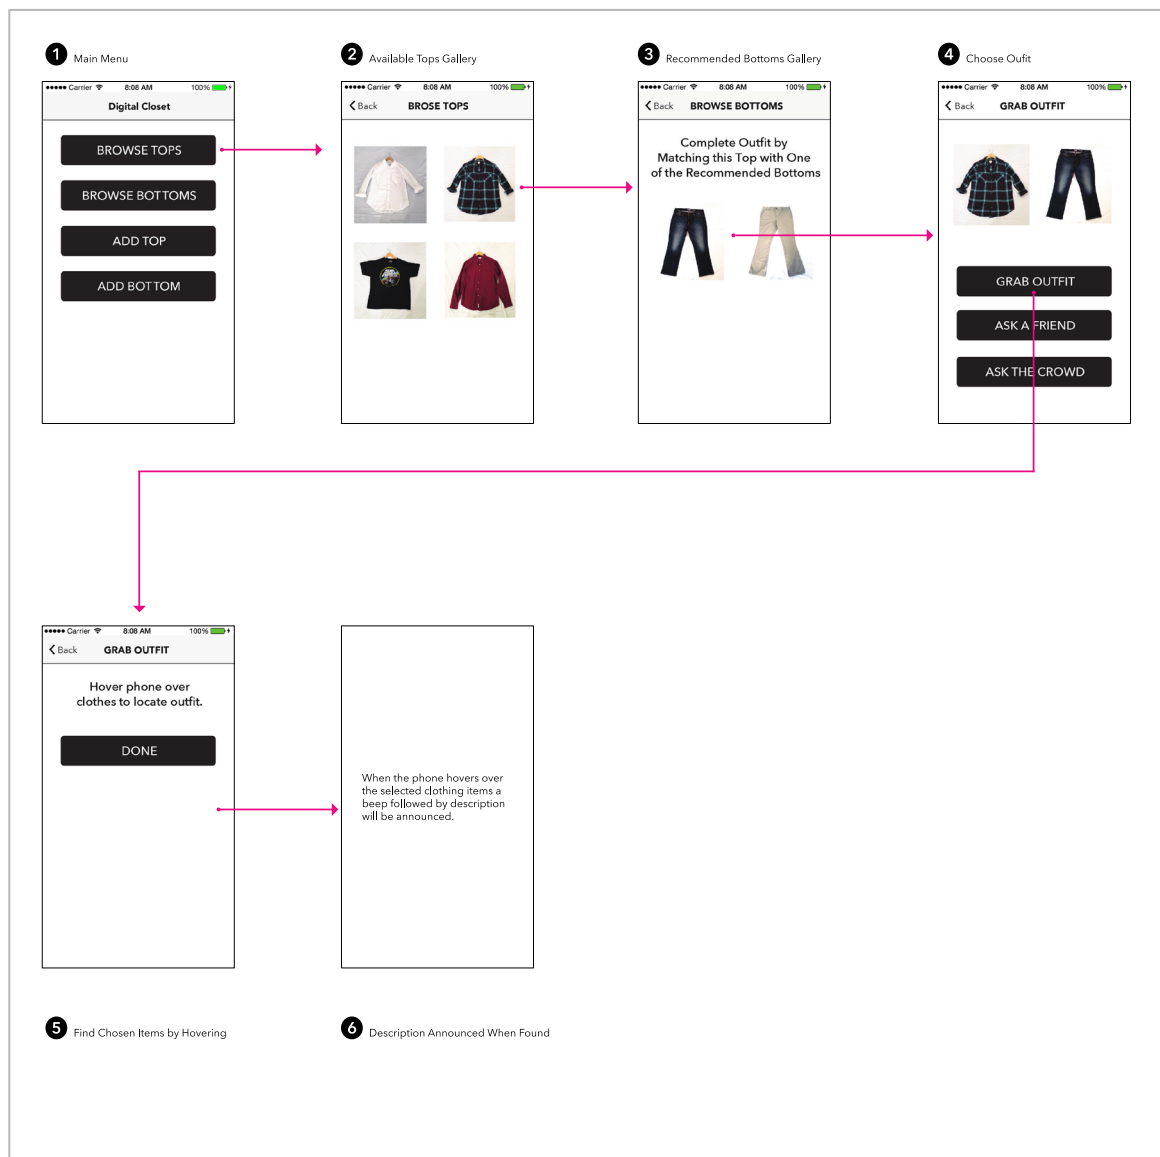 1 Main Menu
2 Available Tops Gallery
3 Recommended Bottoms Gallery
4 Choose Oufit
Carrier 8:08 AM 100%
Digital Closet
BROWSE TOPS
BROWSE BOTTOMS
ADD TOP
ADD BOTTOM
Carrier 8:08 AM 100%
Back BROSE TOPS
Carrier 8:08 AM 100%
Back BROWSE BOTTOMS
Complete Outfit by
Matching this Top with One
of the Recommended Bottoms
Carrier 8:08 AM 100%
Back GRAB OUTFIT
GRAB OUTFIT
ASK A FRIEND
ASK THE CROWD
Carrier 8:08 AM 100%
Back GRAB OUTFIT
Hover phone over
clothes to locate outfit.
DONE
When the phone hovers over
the selected clothing items a
beep followed by description
will be announced.
5 Find Chosen Items by Hovering
6 Description Announced When Found